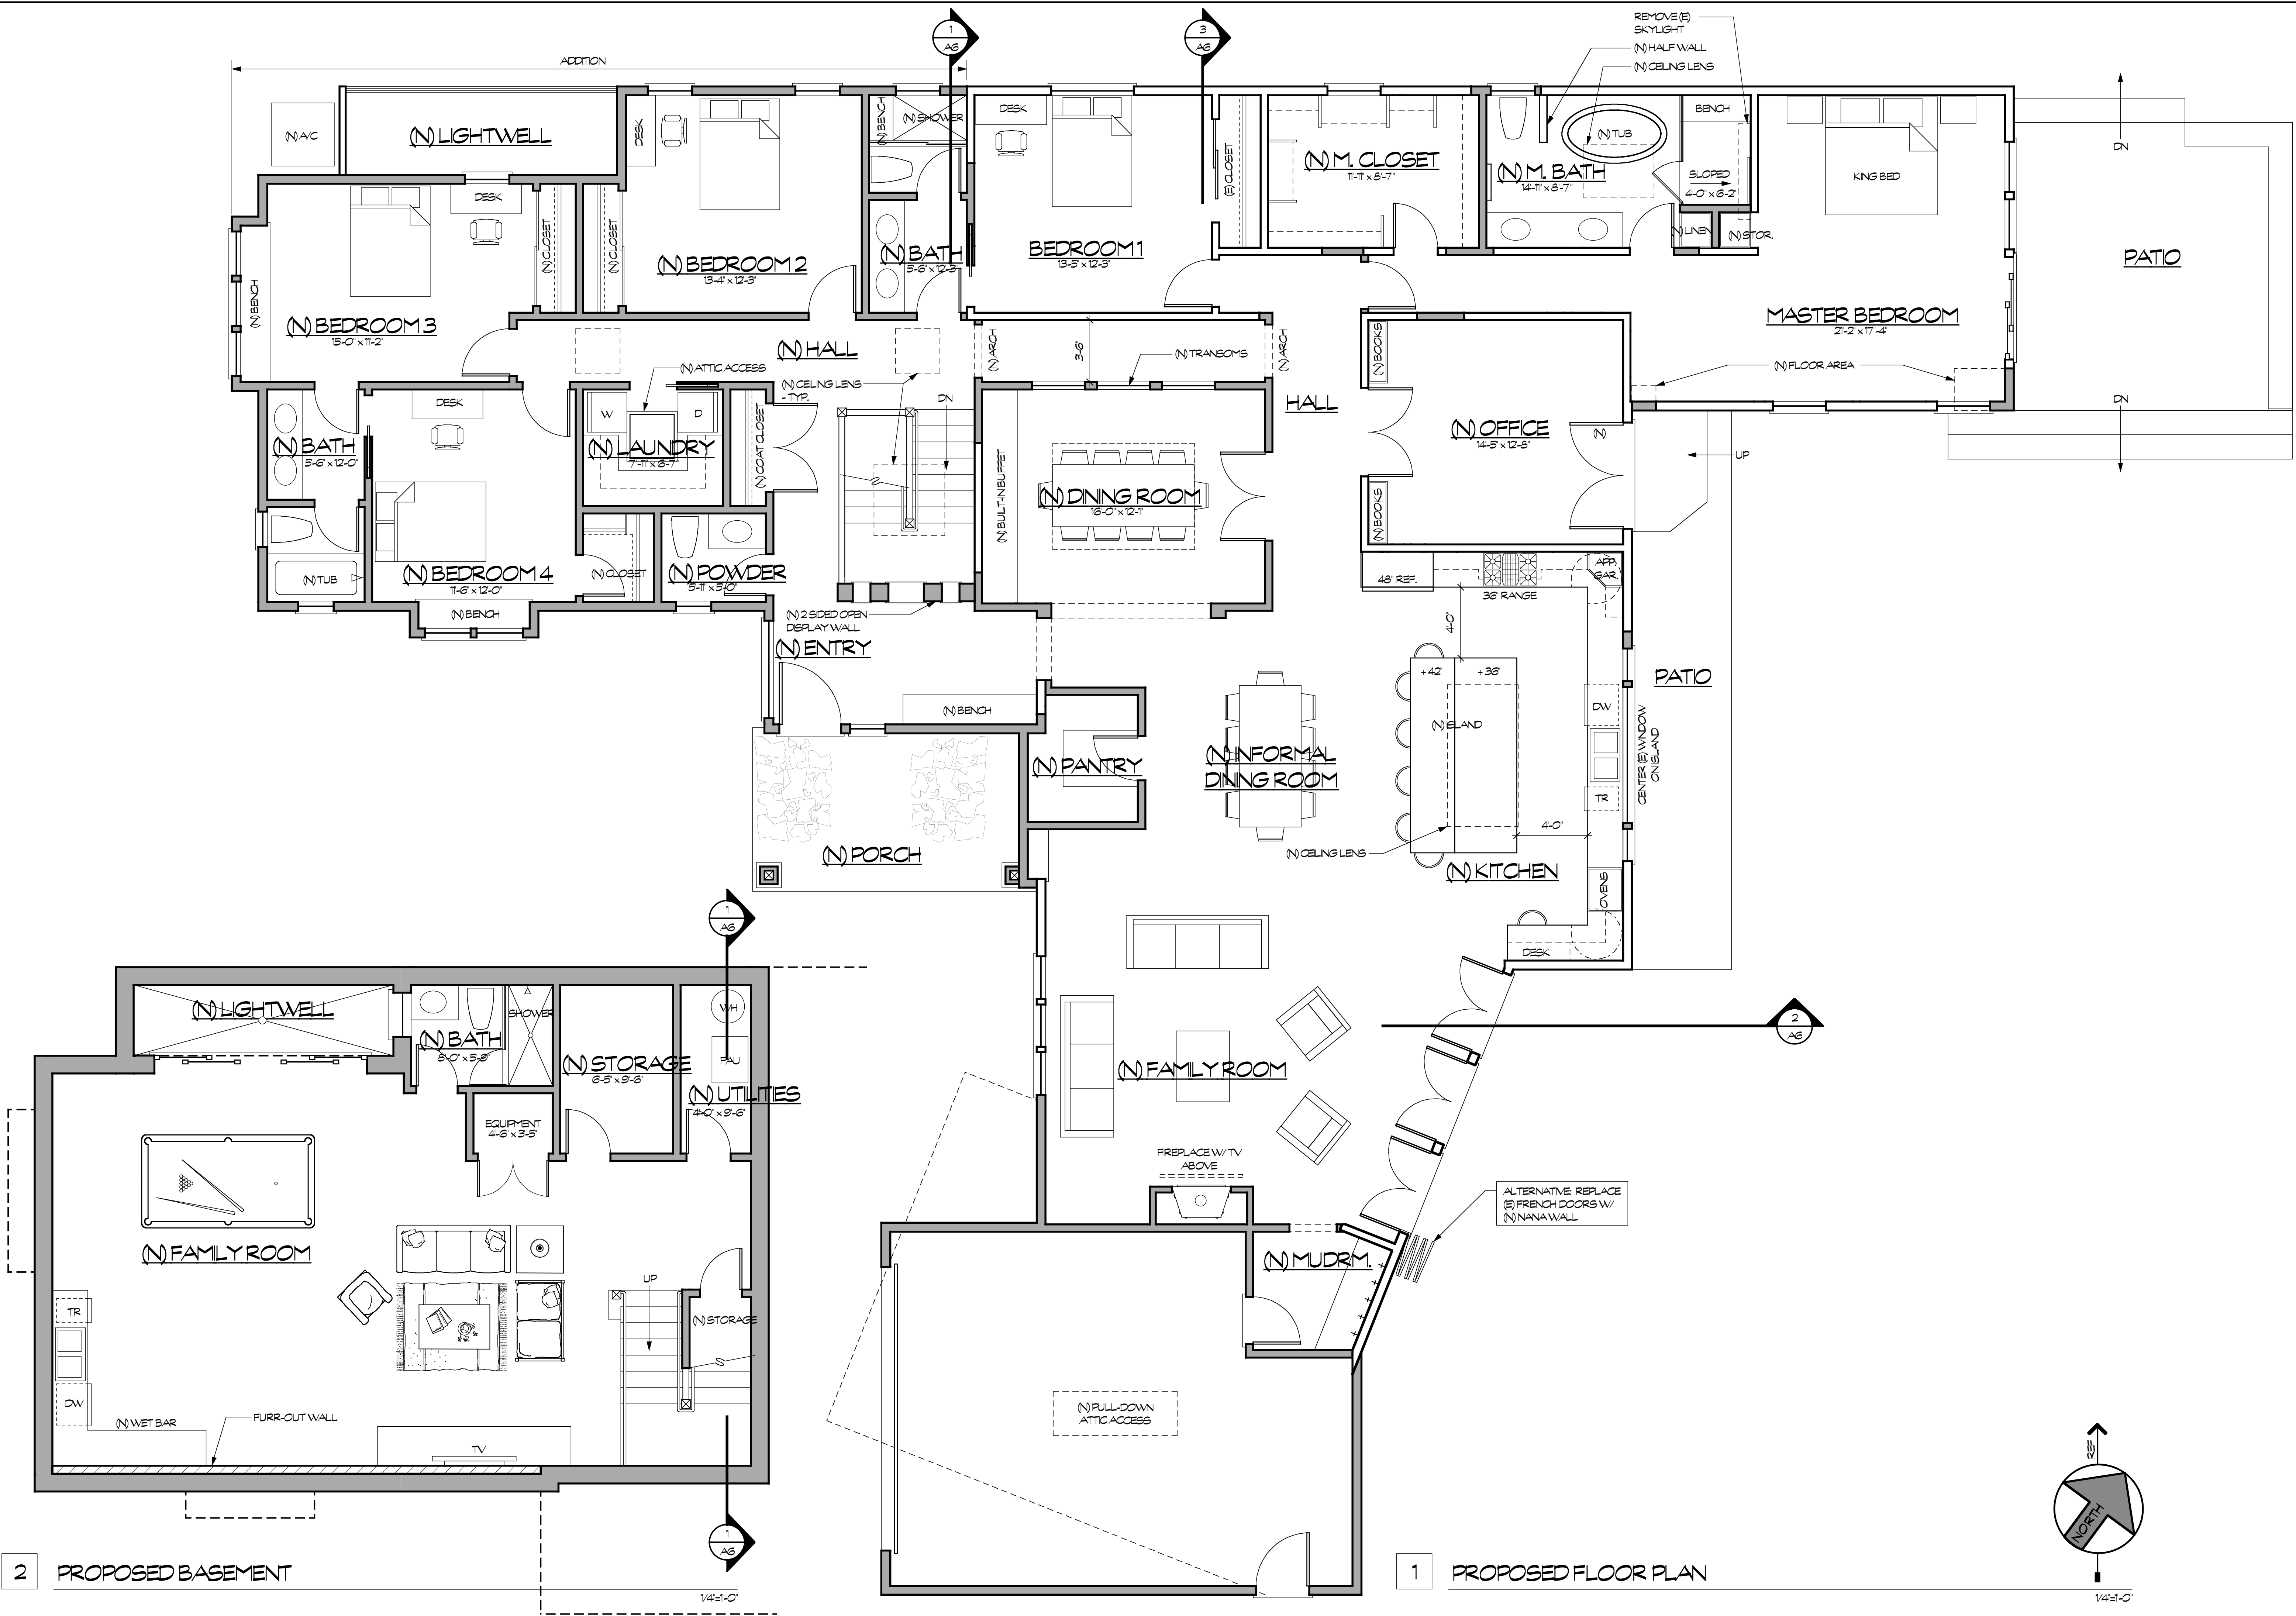 1
A6
3
A6
REMOVE (E)
SKYLIGHT
(N) HALF WALL
(N) CEILING LENS
ADDITION
(N) A/C
(N) LIGHTWELL
DESK
(N) BENCH
(N) SHOWER
DESK
(E) CLOSET
(N) M. CLOSET
11'-11" x 8'-7"
(N) TUB
(N) M. BATH
14'-11" x 8'-7"
BENCH
SLOPED
4'-0" x 6'-2"
KING BED
DN
DESK
(N) CLOSET
(N) CLOSET
(N) BEDROOM 2
13'-4" x 12'-3"
(N) BATH
5'-6" x 12'-3"
BEDROOM 1
13'-5" x 12'-3"
(N) LINEN
(N) STOR.
PATIO
(N) BENCH
(N) BEDROOM 3
15'-0" x 11'-2"
MASTER BEDROOM
21'-2" x 17'-4"
(N) HALL
(N) ARCH
3'-6"
(N) TRANSOMS
(N) ARCH
(N) BOOKS
(N) FLOOR AREA
(N) ATTIC ACCESS
(N) CEILING LENS
- TYP.
DN
DN
DESK
W
D
(N) COAT CLOSET
HALL
(N) OFFICE
14'-5" x 12'-8"
(N)
(N) BATH
5'-6" x 12'-0"
(N) LAUNDRY
7'-11" x 6'-7"
UP
(N) BUILT-IN BUFFET
(N) DINING ROOM
16'-0" x 12'-1"
(N) BOOKS
(N) TUB
(N) BEDROOM 4
11'-6" x 12'-0"
(N) CLOSET
(N) POWDER
5'-11" x 5'-0"
48" REF.
36" RANGE
APP.
GAR.
(N) BENCH
(N) 2 SIDED OPEN
DISPLAY WALL
4'-0"
(N) ENTRY
+ 42"
+ 36"
PATIO
(N) BENCH
(N) ISLAND
DW
(N) PANTRY
(N) INFORMAL
DINING ROOM
CENTER (E) WINDOW
ON ISLAND
TR
4'-0"
(N) PORCH
(N) CEILING LENS
(N) KITCHEN
OVENS
DESK
1
A6
(N) LIGHTWELL
(N) BATH
8'-0" x 5'-9"
SHOWER
WH
FAU
(N) STORAGE
6'-5" x 9'-6"
(N) UTILITIES
4'-0" x 9'-6"
2
A6
(N) FAMILY ROOM
EQUIPMENT
4'-6" x 3'-5"
FIREPLACE W/ TV
ABOVE
ALTERNATIVE: REPLACE
(E) FRENCH DOORS W/
(N) NANA WALL
(N) FAMILY ROOM
(N) MUDRM.
UP
TR
(N) STORAGE
DW
(N) WET BAR
FURR-OUT WALL
TV
(N) PULL-DOWN
ATTIC ACCESS
REF.
NORTH
1
A6
2
PROPOSED BASEMENT
1/4"=1'-0"
1
PROPOSED FLOOR PLAN
1/4"=1'-0"